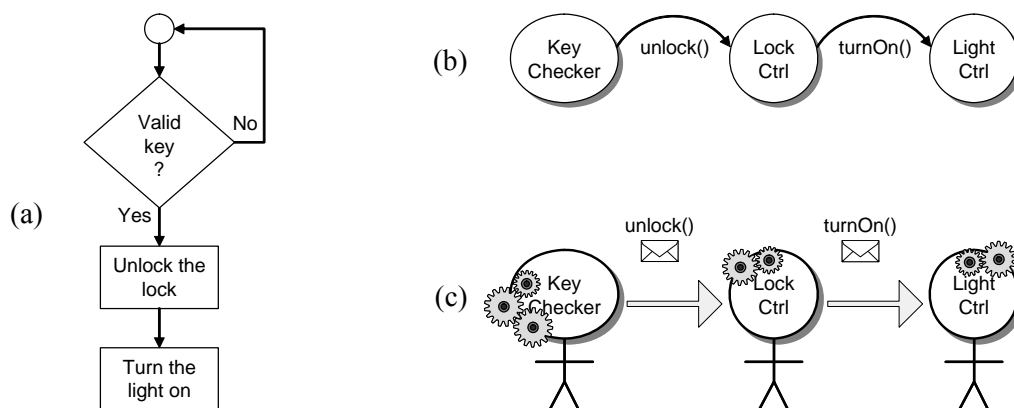 (a)
Valid
key
?
No
Yes
Unlock the
lock
Turn the
light on
(b)
Key
Checker
unlock()
Lock
Ctrl
turnOn()
Light
Ctrl
(c)
unlock()
turnOn()
Key
Checker
Lock
Ctrl
Light
Ctrl